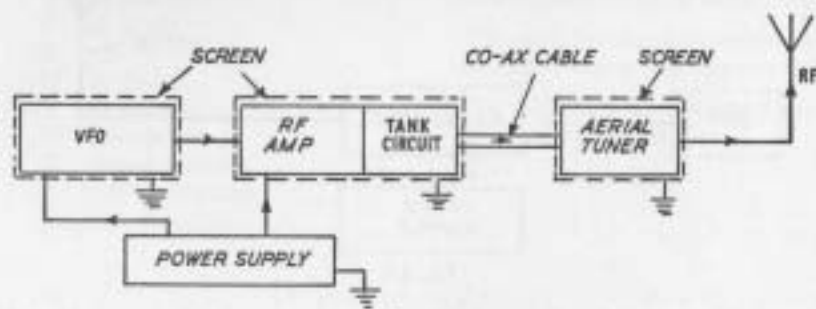 SCREEN
CO-AX CABLE
SCREEN
RF
VFO
RF
AMP
TANK
CIRCUIT
AERIAL
TUNER
POWER SUPPLY